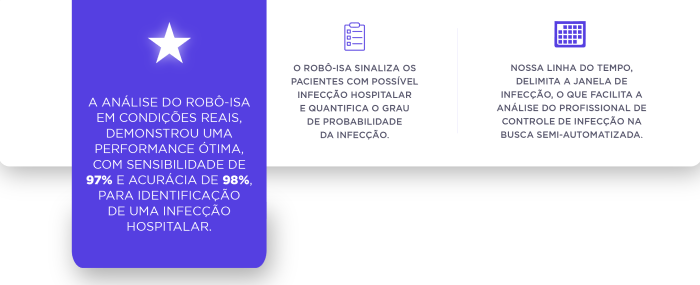 A ANÁLISE DO ROBÔ-ISA
EM CONDIÇÕES REAIS,
DEMONSTROU UMA
PERFORMANCE ÓTIMA,
COM SENSIBILIDADE DE
97% E ACURÁCIA DE 98%,
PARA IDENTIFICAÇÃO
DE UMA INFECÇÃO
HOSPITALAR.
O ROBÔ-ISA SINALIZA OS
PACIENTES COM POSSÍVEL
INFECÇÃO HOSPITALAR
E QUANTIFICA O GRAU
DE PROBABILIDADE
DA INFECÇÃO.
NOSSA LINHA DO TEMPO,
DELIMITA A JANELA DE
INFECÇÃO, O QUE FACILITA A
ANÁLISE DO PROFISSIONAL DE
CONTROLE DE INFECÇÃO NA
BUSCA SEMI-AUTOMATIZADA.